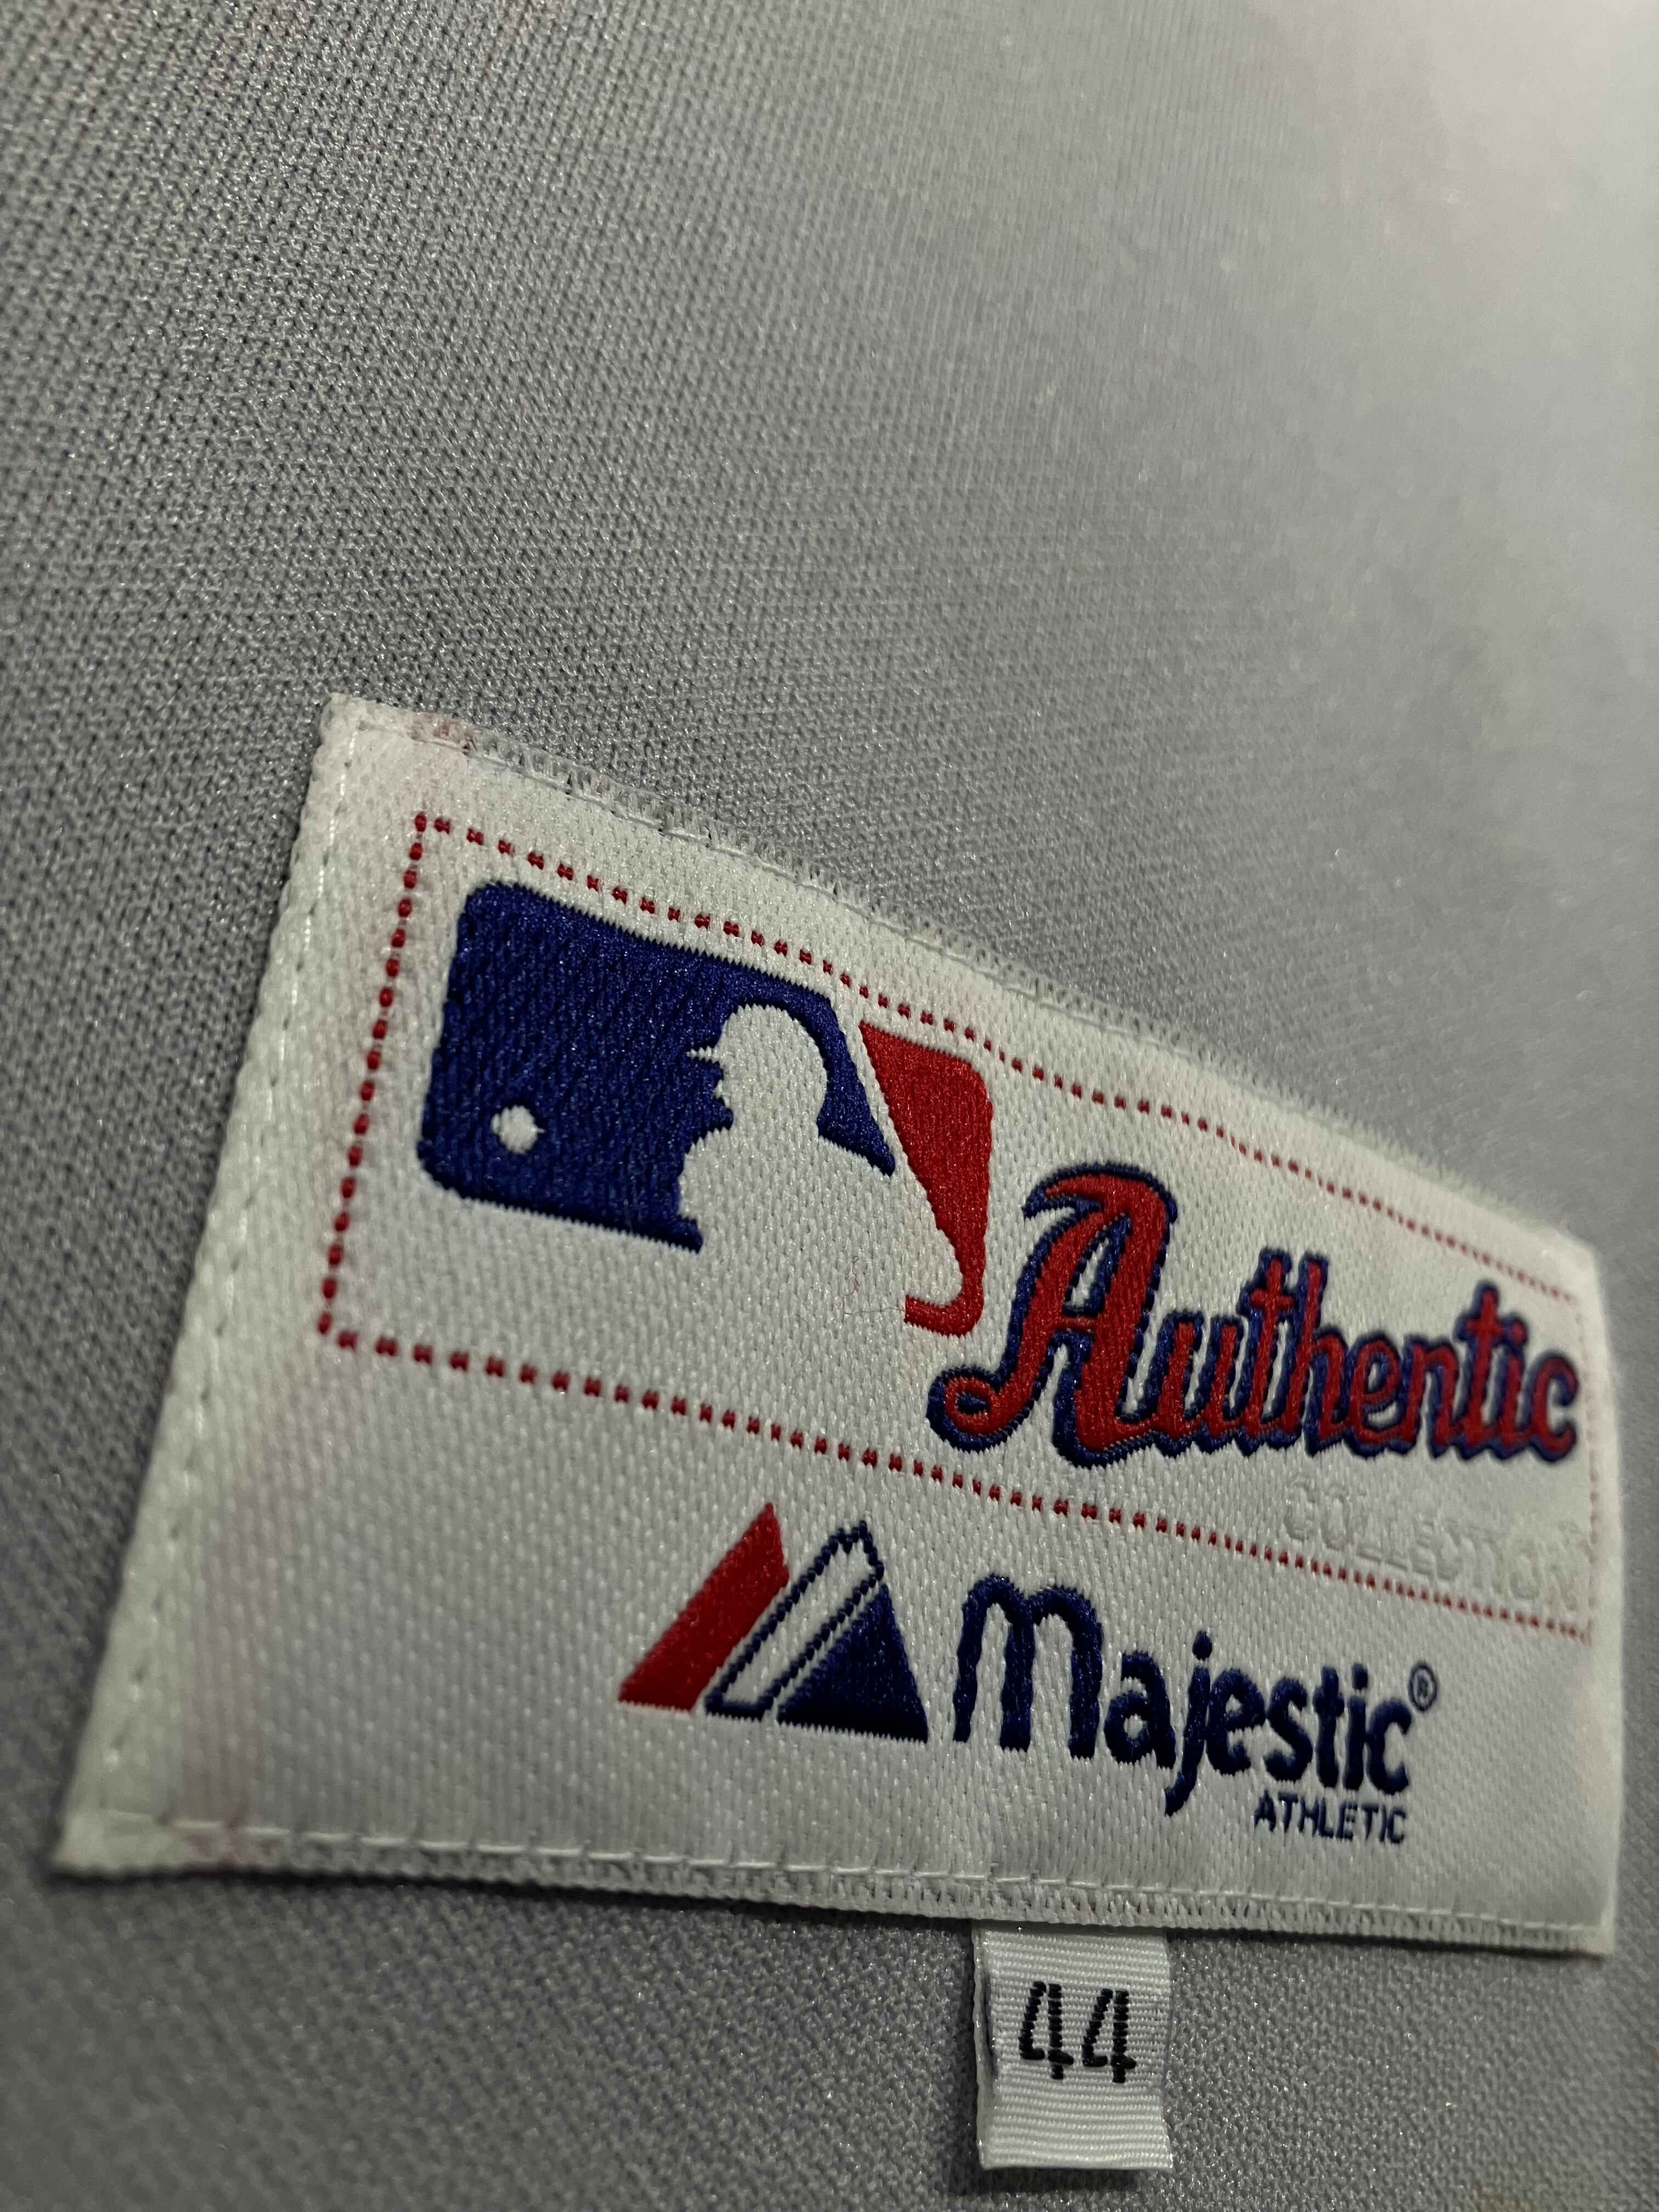 Authentic
COLLECTION
Majestic®
ATHLETIC
44